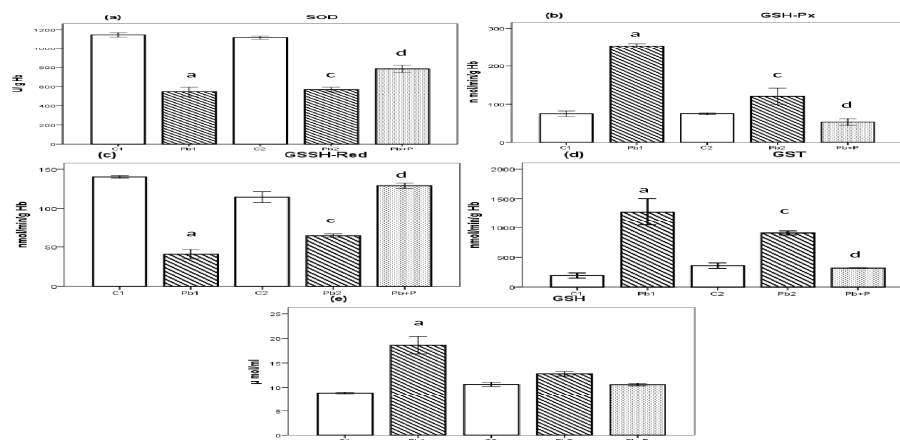 (a) SOD
U/ g Hb
1200
1000
800
600
400
200
0
a
c
d
C1 Pb1 C2 Pb2 Pb+P
(b) GSH-Px
n mol/min/g Hb
300
200
100
0
a
c
d
C1 Pb1 C2 Pb2 Pb+P
(c) GSSH-Red
nmol/min/g Hb
150
100
50
0
a
c
d
C1 Pb1 C2 Pb2 Pb+P
(d) GST
nmol/min/g Hb
2000
1500
1000
500
0
a
c
d
C1 Pb1 C2 Pb2 Pb+P
(e) GSH
µ mol/ml
25
20
15
10
5
0
a